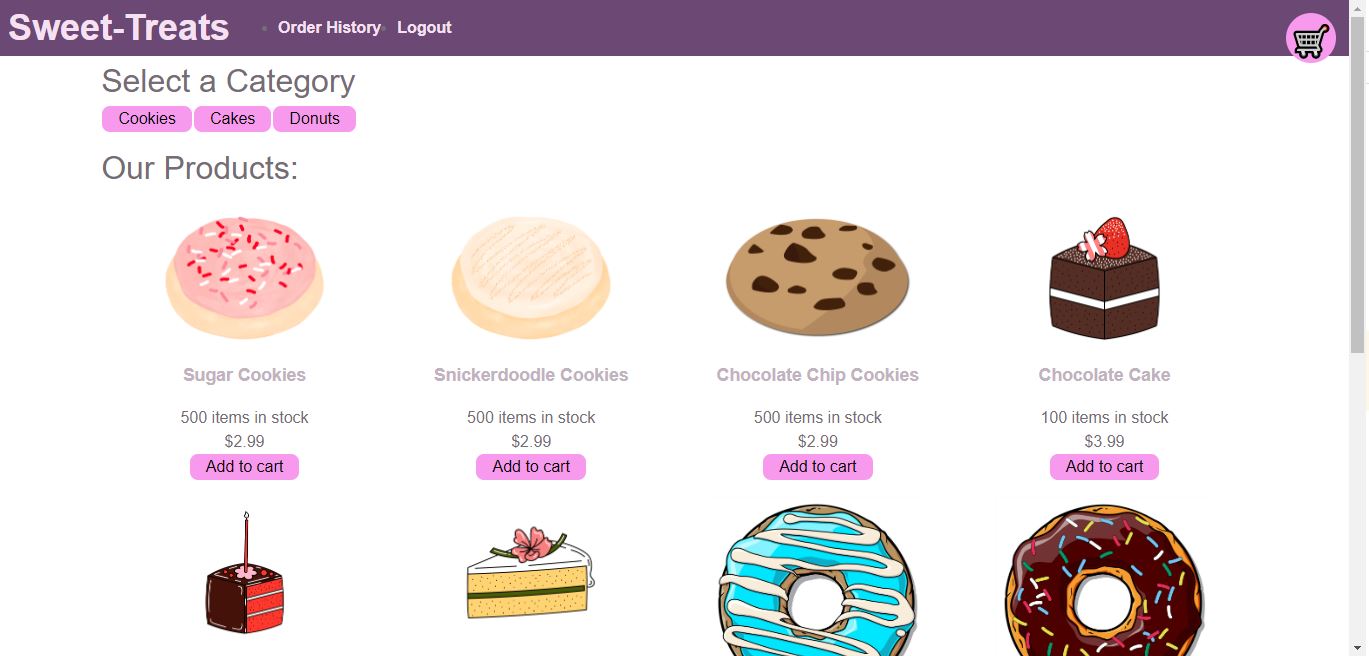 Sweet-Treats Order History Logout
Select a Category
Cookies Cakes Donuts
Our Products:
Sugar Cookies Snickerdoodle Cookies Chocolate Chip Cookies Chocolate Cake
500 items in stock 500 items in stock 500 items in stock 100 items in stock
$2.99 $2.99 $2.99 $3.99
Add to cart Add to cart Add to cart Add to cart